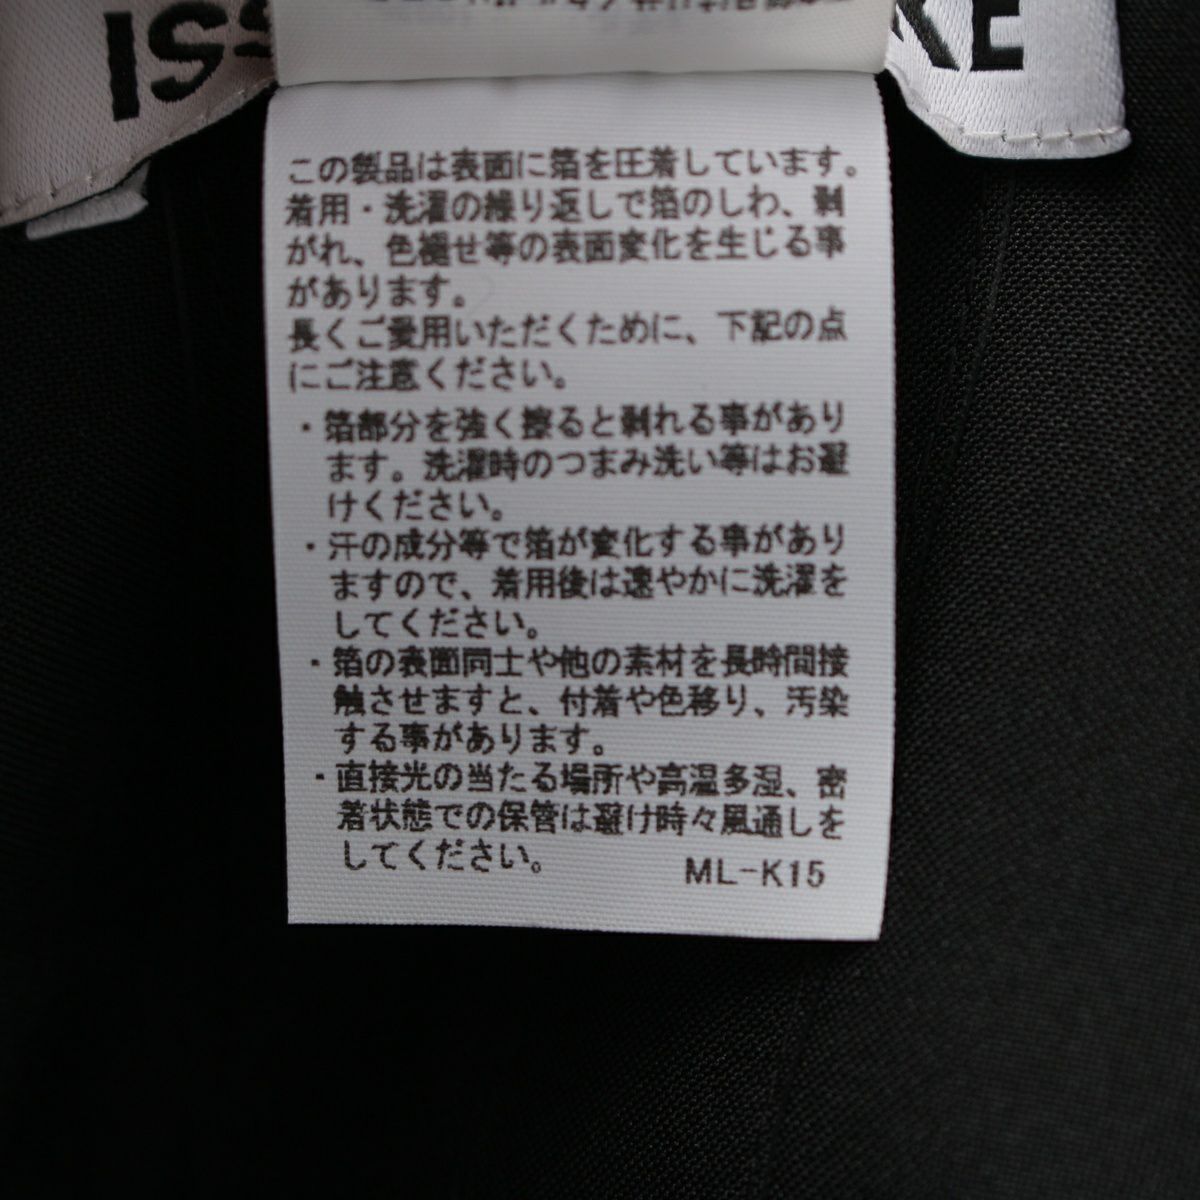 ISS KE
この製品は表面に箔を圧着しています。
着用・洗濯の繰り返しで箔のしわ、剥
がれ、色褪せ等の表面変化を生じる事
があります。
長くご愛用いただくために、下記の点
にご注意ください。
・箔部分を強く擦ると剥れる事があり
ます。洗濯時のつまみ洗い等はお避
けください。
・汗の成分等で箔が変化する事があり
ますので、着用後は速やかに洗濯を
してください。
・箔の表面同士や他の素材を長時間接
触させますと、付着や色移り、汚染
する事があります。
・直接光の当たる場所や高温多湿、密
着状態での保管は避け時々風通しを
してください。
ML-K15